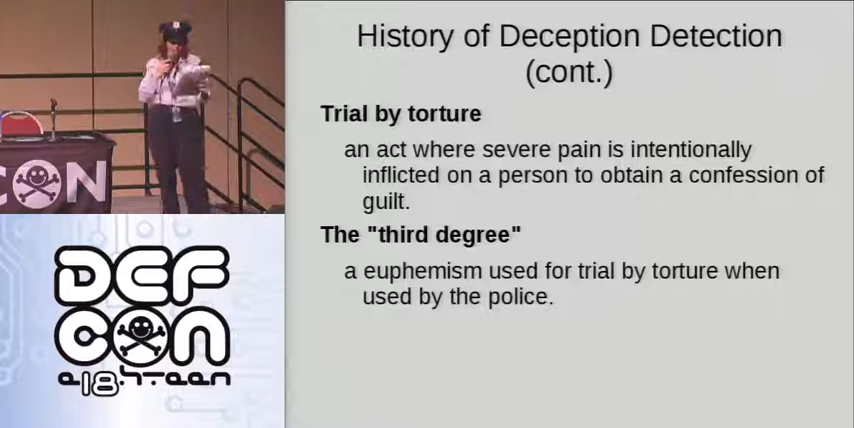 History of Deception Detection
(cont.)
Trial by torture
an act where severe pain is intentionally
inflicted on a person to obtain a confession of
guilt.
The "third degree"
a euphemism used for trial by torture when
used by the police.
CON
DEF
CON
e18hteen